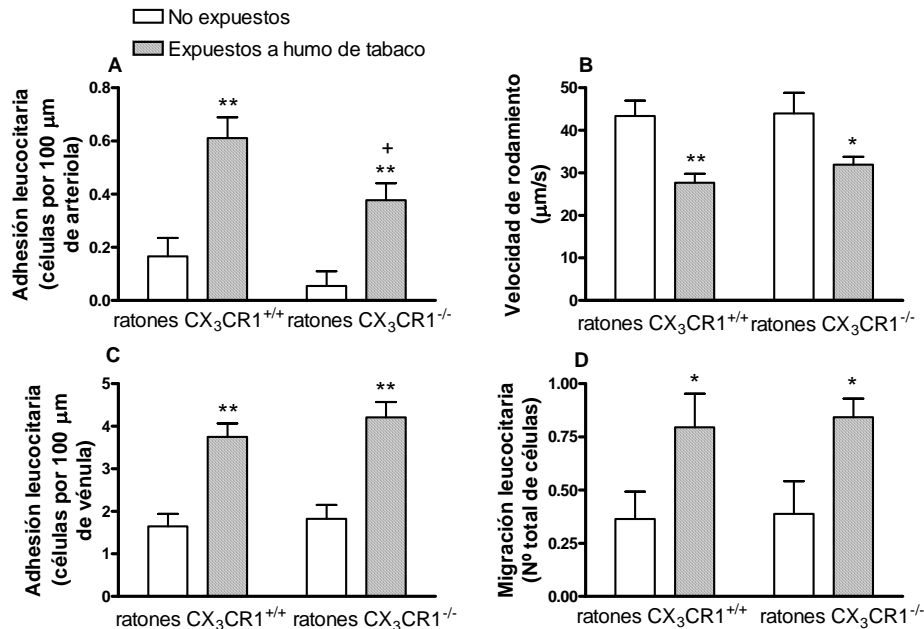 No expuestos
Expuestos a humo de tabaco
A
Adhesión leucocitaria
(células por 100 μm
de arteriola)
0.8
0.6
0.4
0.2
0.0
**
+
**
ratones CX₃CR1⁺/⁺
ratones CX₃CR1⁻/⁻
B
Velocidad de rodamiento
(μm/s)
50
40
30
20
10
0
**
*
ratones CX₃CR1⁺/⁺
ratones CX₃CR1⁻/⁻
C
Adhesión leucocitaria
(células por 100 μm
de vénula)
5
4
3
2
1
0
**
**
ratones CX₃CR1⁺/⁺
ratones CX₃CR1⁻/⁻
D
Migración leucocitaria
(Nº total de células)
1.00
0.75
0.50
0.25
0.00
*
*
ratones CX₃CR1⁺/⁺
ratones CX₃CR1⁻/⁻